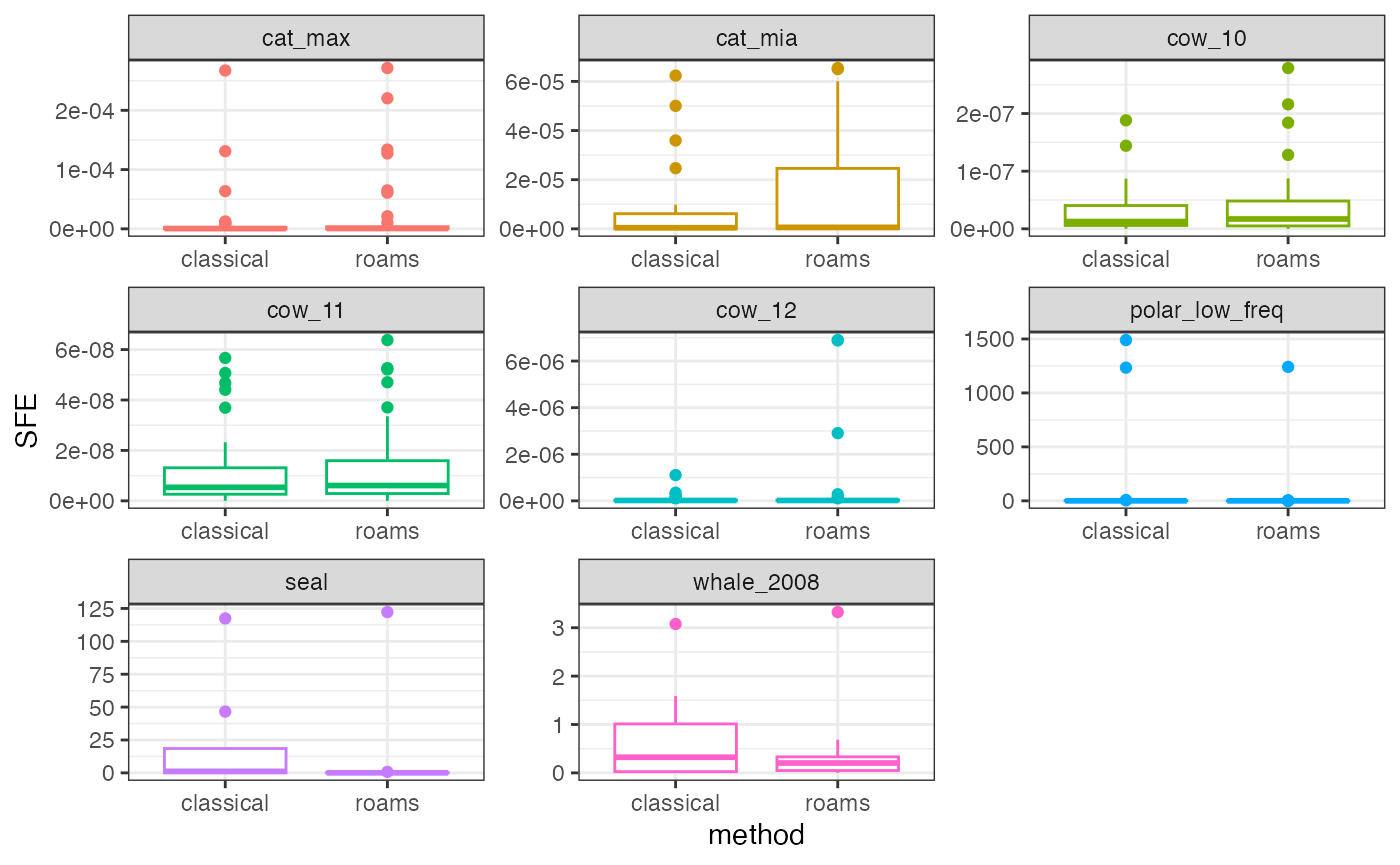 cat_max
cat_mia
cow_10
2e-04
1e-04
0e+00
6e-05
4e-05
2e-05
0e+00
2e-07
1e-07
0e+00
classical
roams
classical
roams
classical
roams
cow_11
cow_12
polar_low_freq
6e-08
4e-08
2e-08
0e+00
6e-06
4e-06
2e-06
0e+00
1500
1000
500
0
classical
roams
classical
roams
classical
roams
seal
whale_2008
125
100
75
50
25
0
3
2
1
0
classical
roams
classical
roams
SFE
method